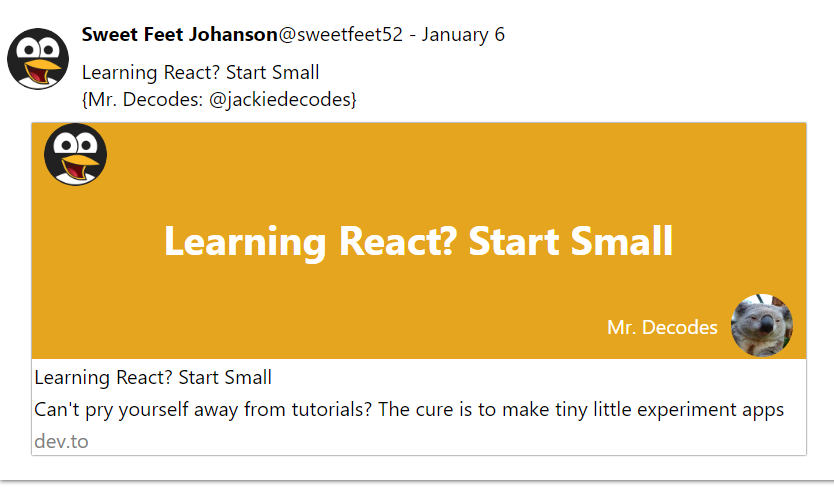 Sweet Feet Johanson@sweetfeet52 - January 6
Learning React? Start Small
{Mr. Decodes: @jackiedecodes}
Learning React? Start Small
Mr. Decodes
Learning React? Start Small
Can't pry yourself away from tutorials? The cure is to make tiny little experiment apps
dev.to